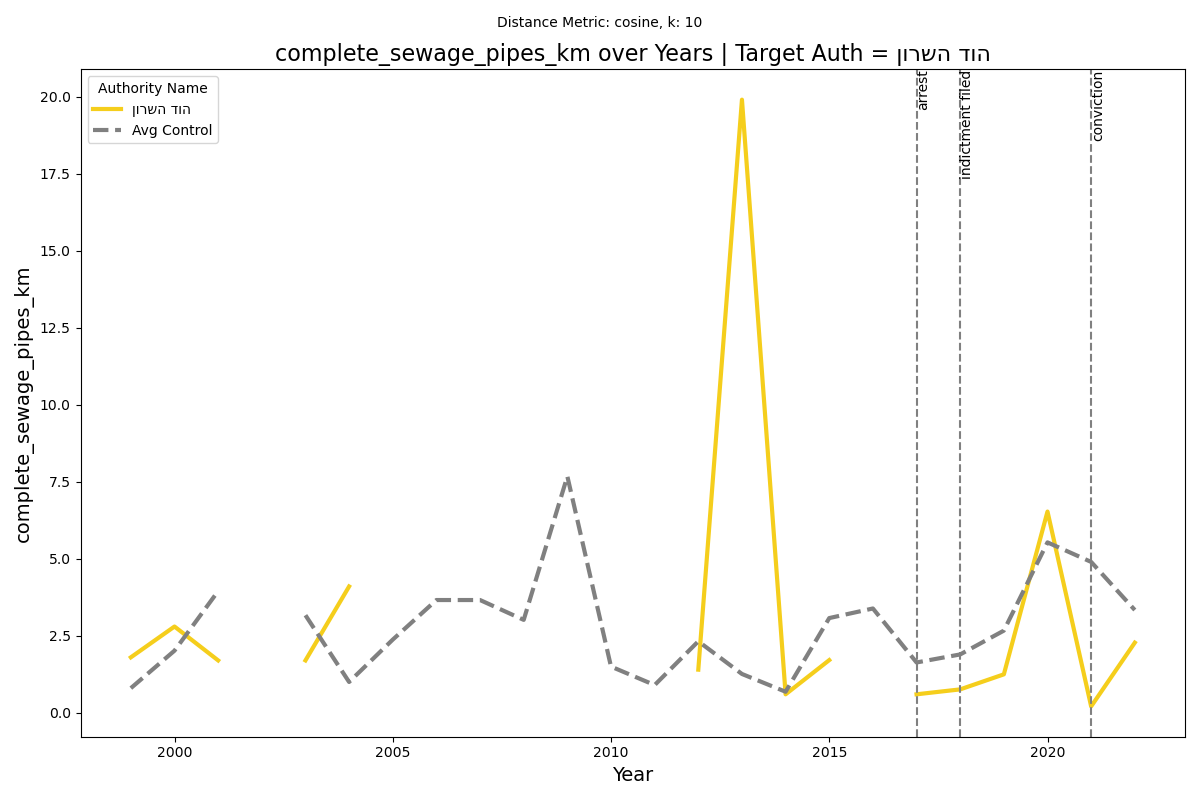 Distance Metric: cosine, k: 10
complete_sewage_pipes_km over Years | Target Auth = הוד השרון
Authority Name
הוד השרון
Avg Control
arrest
indictment filed
conviction
complete_sewage_pipes_km
20.0
17.5
15.0
12.5
10.0
7.5
5.0
2.5
0.0
2000
2005
2010
2015
2020
Year